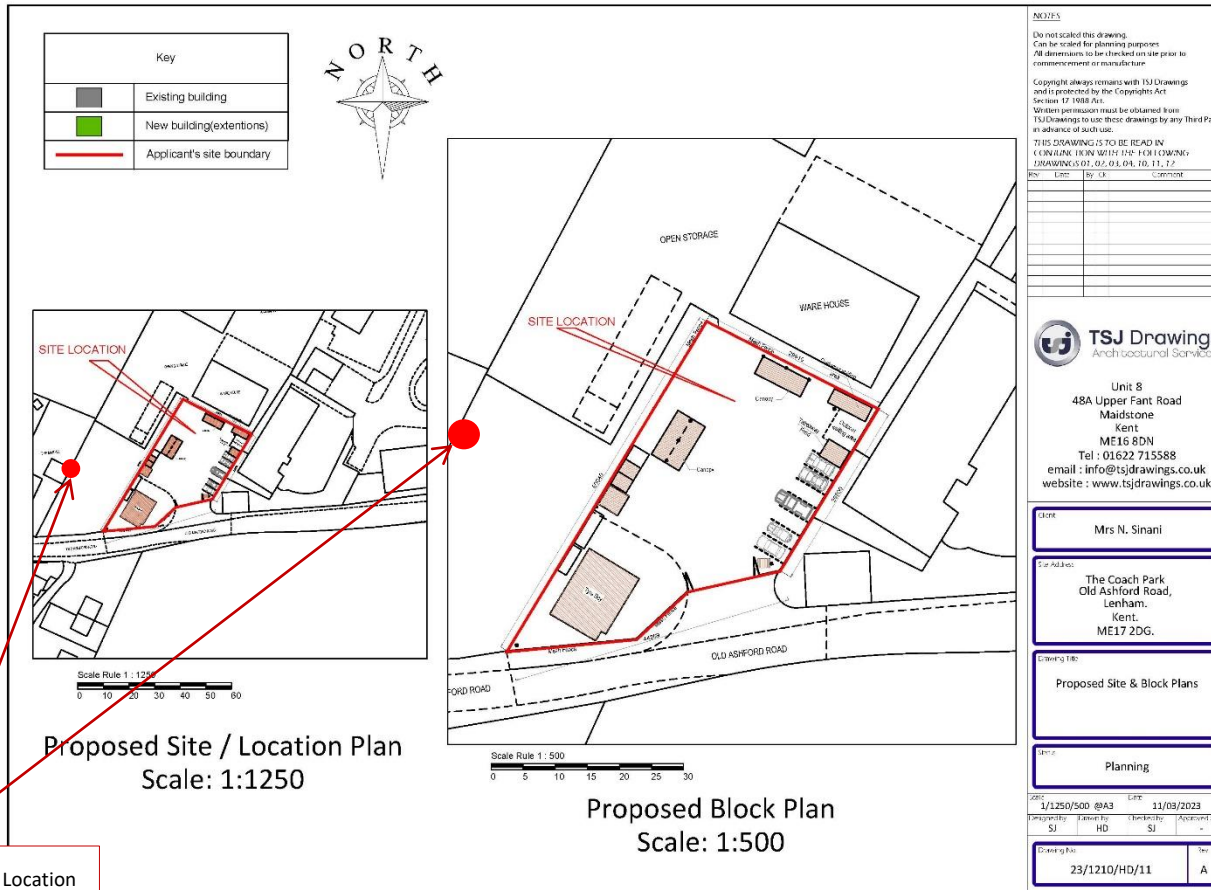 Key
Existing building
New building(extentions)
Applicant's site boundary
NORTH
SITE LOCATION
OLD ASHFORD ROAD
Scale Rule 1 : 1250
0 10 20 30 40 50 60
Proposed Site / Location Plan
Scale: 1:1250
Location
OPEN STORAGE
WARE HOUSE
SITE LOCATION
Mesh Fence
Canopy
Canopy
Tyre Bay
Mesh Fence
OLD ASHFORD ROAD
FORD ROAD
Scale Rule 1 : 500
0 5 10 15 20 25 30
Proposed Block Plan
Scale: 1:500
NOTES
Do not scaled this drawing.
Can be scaled for planning purposes
All dimensions to be checked on site prior to
commencement or manufacture
Copyright always remains with TSJ Drawings
and is protected by the Copyrights Act
Section 17 1988 Act.
Written permission must be obtained from
TSJ Drawings to use these drawings by any Third Pa
in advance of such use.
THIS DRAWING IS TO BE READ IN
CONJUNCTION WITH THE FOLLOWING
DRAWINGS 01, 02, 03, 04, 10, 11, 12
Rev Date By Ck Comment
TSJ Drawing
Architectural Service
Unit 8
48A Upper Fant Road
Maidstone
Kent
ME16 8DN
Tel : 01622 715588
email : info@tsjdrawings.co.uk
website : www.tsjdrawings.co.uk
Client
Mrs N. Sinani
Site Address
The Coach Park
Old Ashford Road,
Lenham.
Kent.
ME17 2DG.
Drawing Title
Proposed Site & Block Plans
Status
Planning
Scale Date
1/1250/500 @A3 11/03/2023
Designed by Drawn by Checked by Approved
SJ HD SJ -
Drawing No Rev
23/1210/HD/11 A